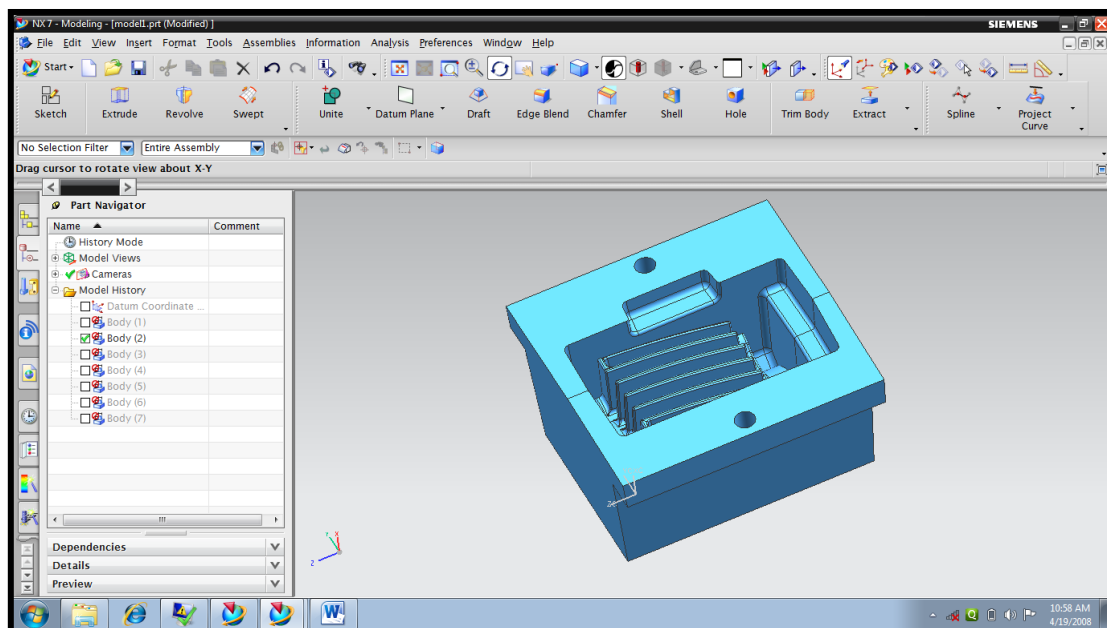 NX 7 - Modeling - [model1.prt (Modified) ]
SIEMENS
File Edit View Insert Format Tools Assemblies Information Analysis Preferences Window Help
Start
Sketch Extrude Revolve Swept Unite Datum Plane Draft Edge Blend Chamfer Shell Hole Trim Body Extract Spline Project Curve
No Selection Filter Entire Assembly
Drag cursor to rotate view about X-Y
Part Navigator
Name Comment
History Mode
Model Views
Cameras
Model History
Datum Coordinate ...
Body (1)
Body (2)
Body (3)
Body (4)
Body (5)
Body (6)
Body (7)
Dependencies
Details
Preview
10:58 AM
4/19/2008